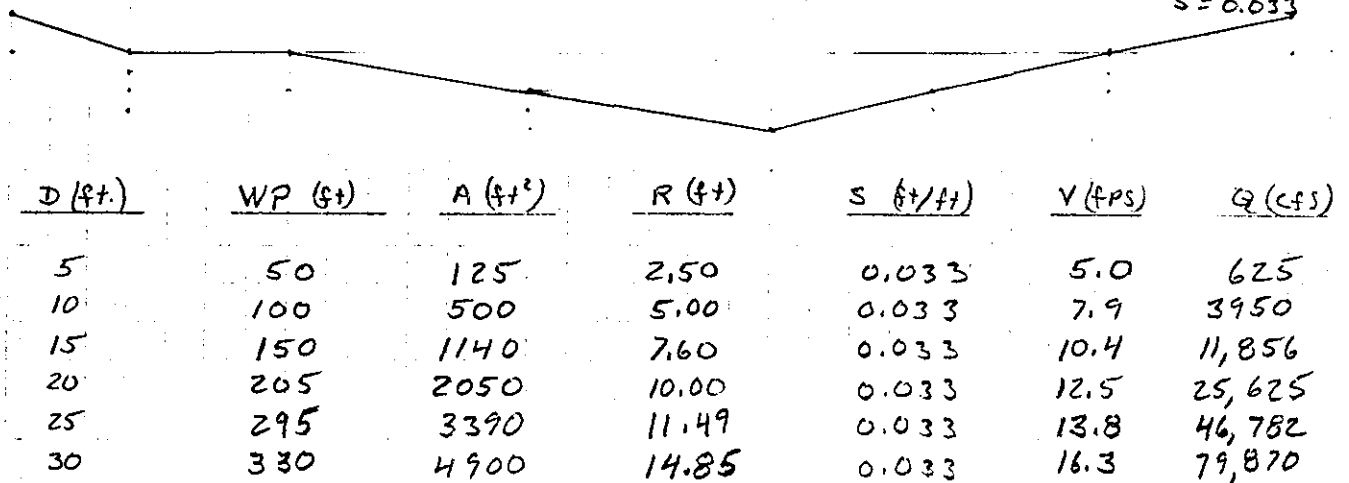 S = 0.033
D (ft.) WP (ft) A (ft²) R (ft) S (ft/ft) V (fps) Q (cfs)
5 50 125 2.50 0.033 5.0 625
10 100 500 5.00 0.033 7.9 3950
15 150 1140 7.60 0.033 10.4 11,856
20 205 2050 10.00 0.033 12.5 25,625
25 295 3390 11.49 0.033 13.8 46,782
30 330 4900 14.85 0.033 16.3 79,870